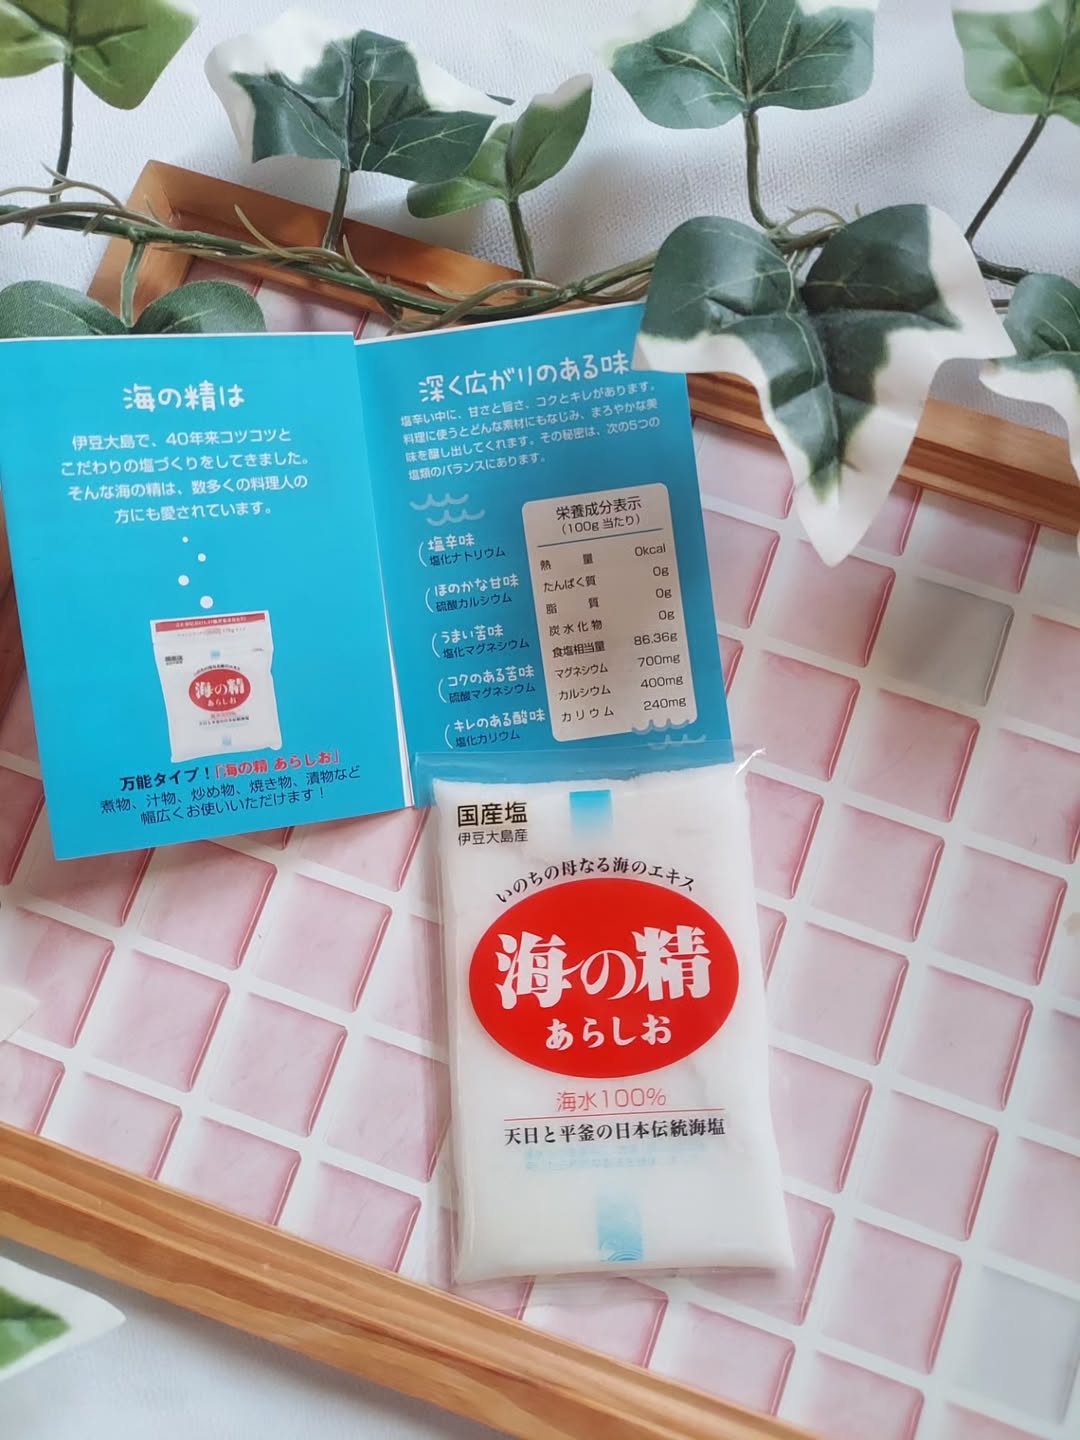 海の精は
伊豆大島で、40年来コツコツと
こだわりの塩づくりをしてきました。
そんな海の精は、数多くの料理人の
方にも愛されています。
海の精
あらしお
万能タイプ!「海の精 あらしお」
煮物、汁物、炒め物、焼き物、漬物など
幅広くお使いいただけます!
深く広がりのある味
塩辛い中に、甘さと旨さ、コクとキレがあります。
料理に使うとどんな素材にもなじみ、まろやかな美
味を醸し出してくれます。その秘密は、次の5つの
塩類のバランスにあります。
塩辛味
塩化ナトリウム
ほのかな甘味
硫酸カルシウム
うまい苦味
塩化マグネシウム
コクのある苦味
硫酸マグネシウム
キレのある酸味
塩化カリウム
栄養成分表示
(100g 当たり)
熱量 0kcal
たんぱく質 0g
脂質 0g
炭水化物 0g
食塩相当量 86.36g
マグネシウム 700mg
カルシウム 400mg
カリウム 240mg
国産塩
伊豆大島産
いのちの母なる海のエキス
海の精
あらしお
海水100%
天日と平釜の日本伝統海塩